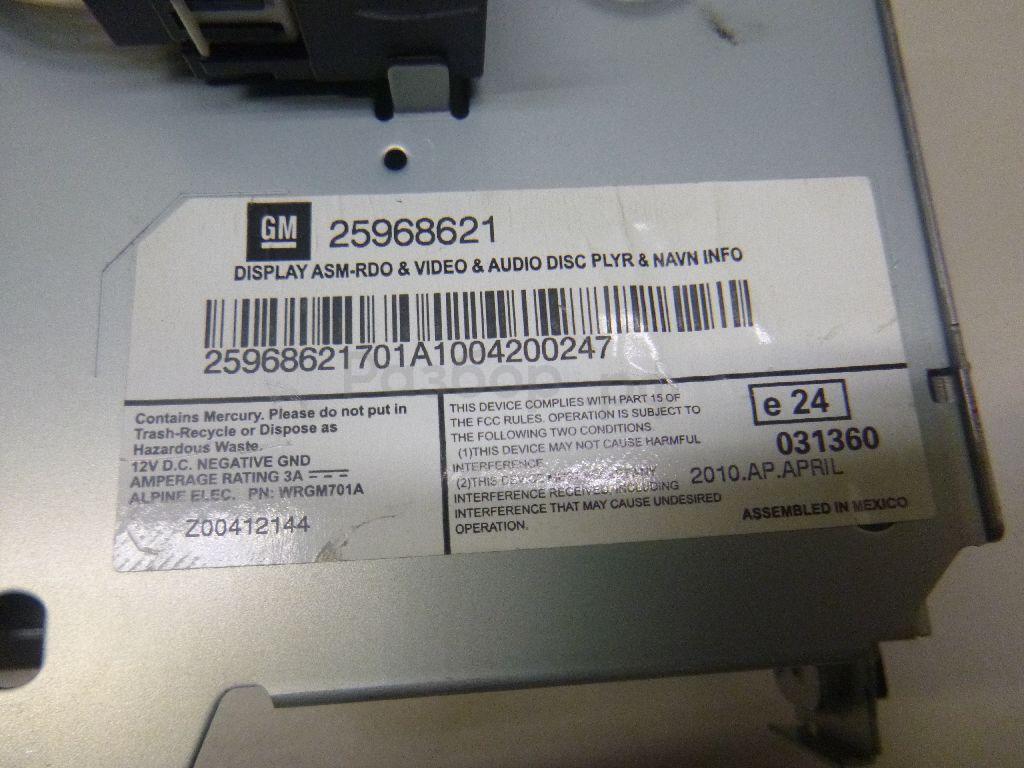 GM 25968621
DISPLAY ASM-RDO & VIDEO & AUDIO DISC PLYR & NAVN INFO
25968621701A1004200247
Contains Mercury. Please do not put in
Trash-Recycle or Dispose as
Hazardous Waste.
12V D.C. NEGATIVE GND
AMPERAGE RATING 3A
ALPINE ELEC. PN: WRGM701A
Z00412144
THIS DEVICE COMPLIES WITH PART 15 OF
THE FCC RULES. OPERATION IS SUBJECT TO
THE FOLLOWING TWO CONDITIONS.
(1)THIS DEVICE MAY NOT CAUSE HARMFUL
INTERFERENCE.
(2)THIS ANY
INTERFERENCE RECEIVED, INCLUDING
INTERFERENCE THAT MAY CAUSE UNDESIRED
OPERATION.
e 24
031360
2010.AP.APRIL
ASSEMBLED IN MEXICO